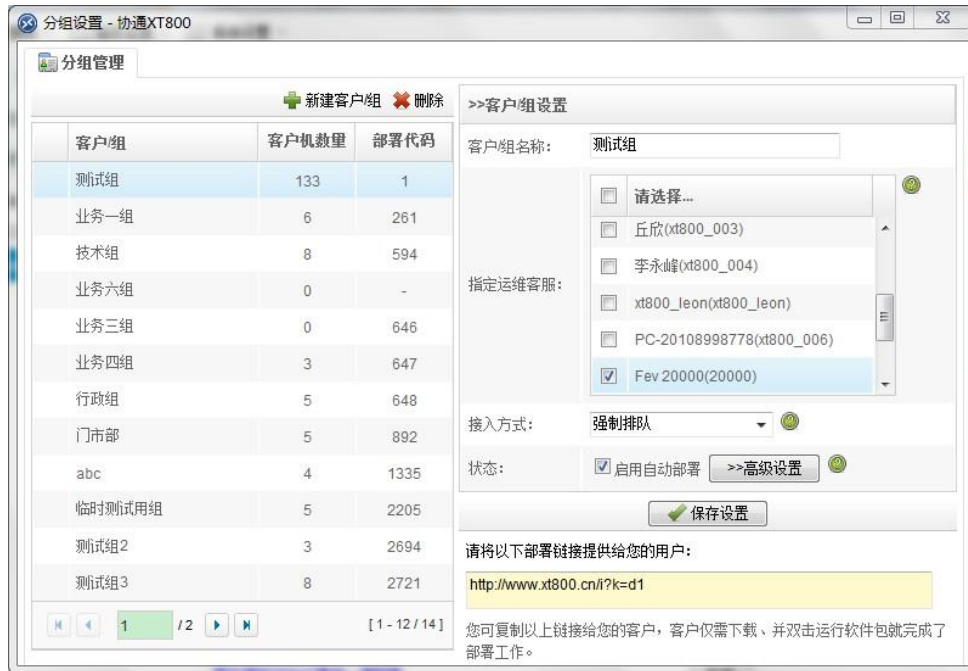 分组设置 - 协通XT800
分组管理
新建客户/组 删除
客户/组 客户机数量 部署代码
测试组 133 1
业务一组 6 261
技术组 8 594
业务六组 0 -
业务三组 0 646
业务四组 3 647
行政组 5 648
门市部 5 892
abc 4 1335
临时测试用组 5 2205
测试组2 3 2694
测试组3 8 2721
1 / 2 [ 1 - 12 / 14 ]
>>客户/组设置
客户/组名称: 测试组
指定运维客服:
请选择...
丘欣(xt800_003)
李永峰(xt800_004)
xt800_leon(xt800_leon)
PC-20108998778(xt800_006)
Fev 20000(20000)
接入方式: 强制排队
状态: 启用自动部署 >>高级设置
保存设置
请将以下部署链接提供给您的用户:
http://www.xt800.cn/i?k=d1
您可复制以上链接给您的客户，客户仅需下载、并双击运行软件包就完成了
部署工作。